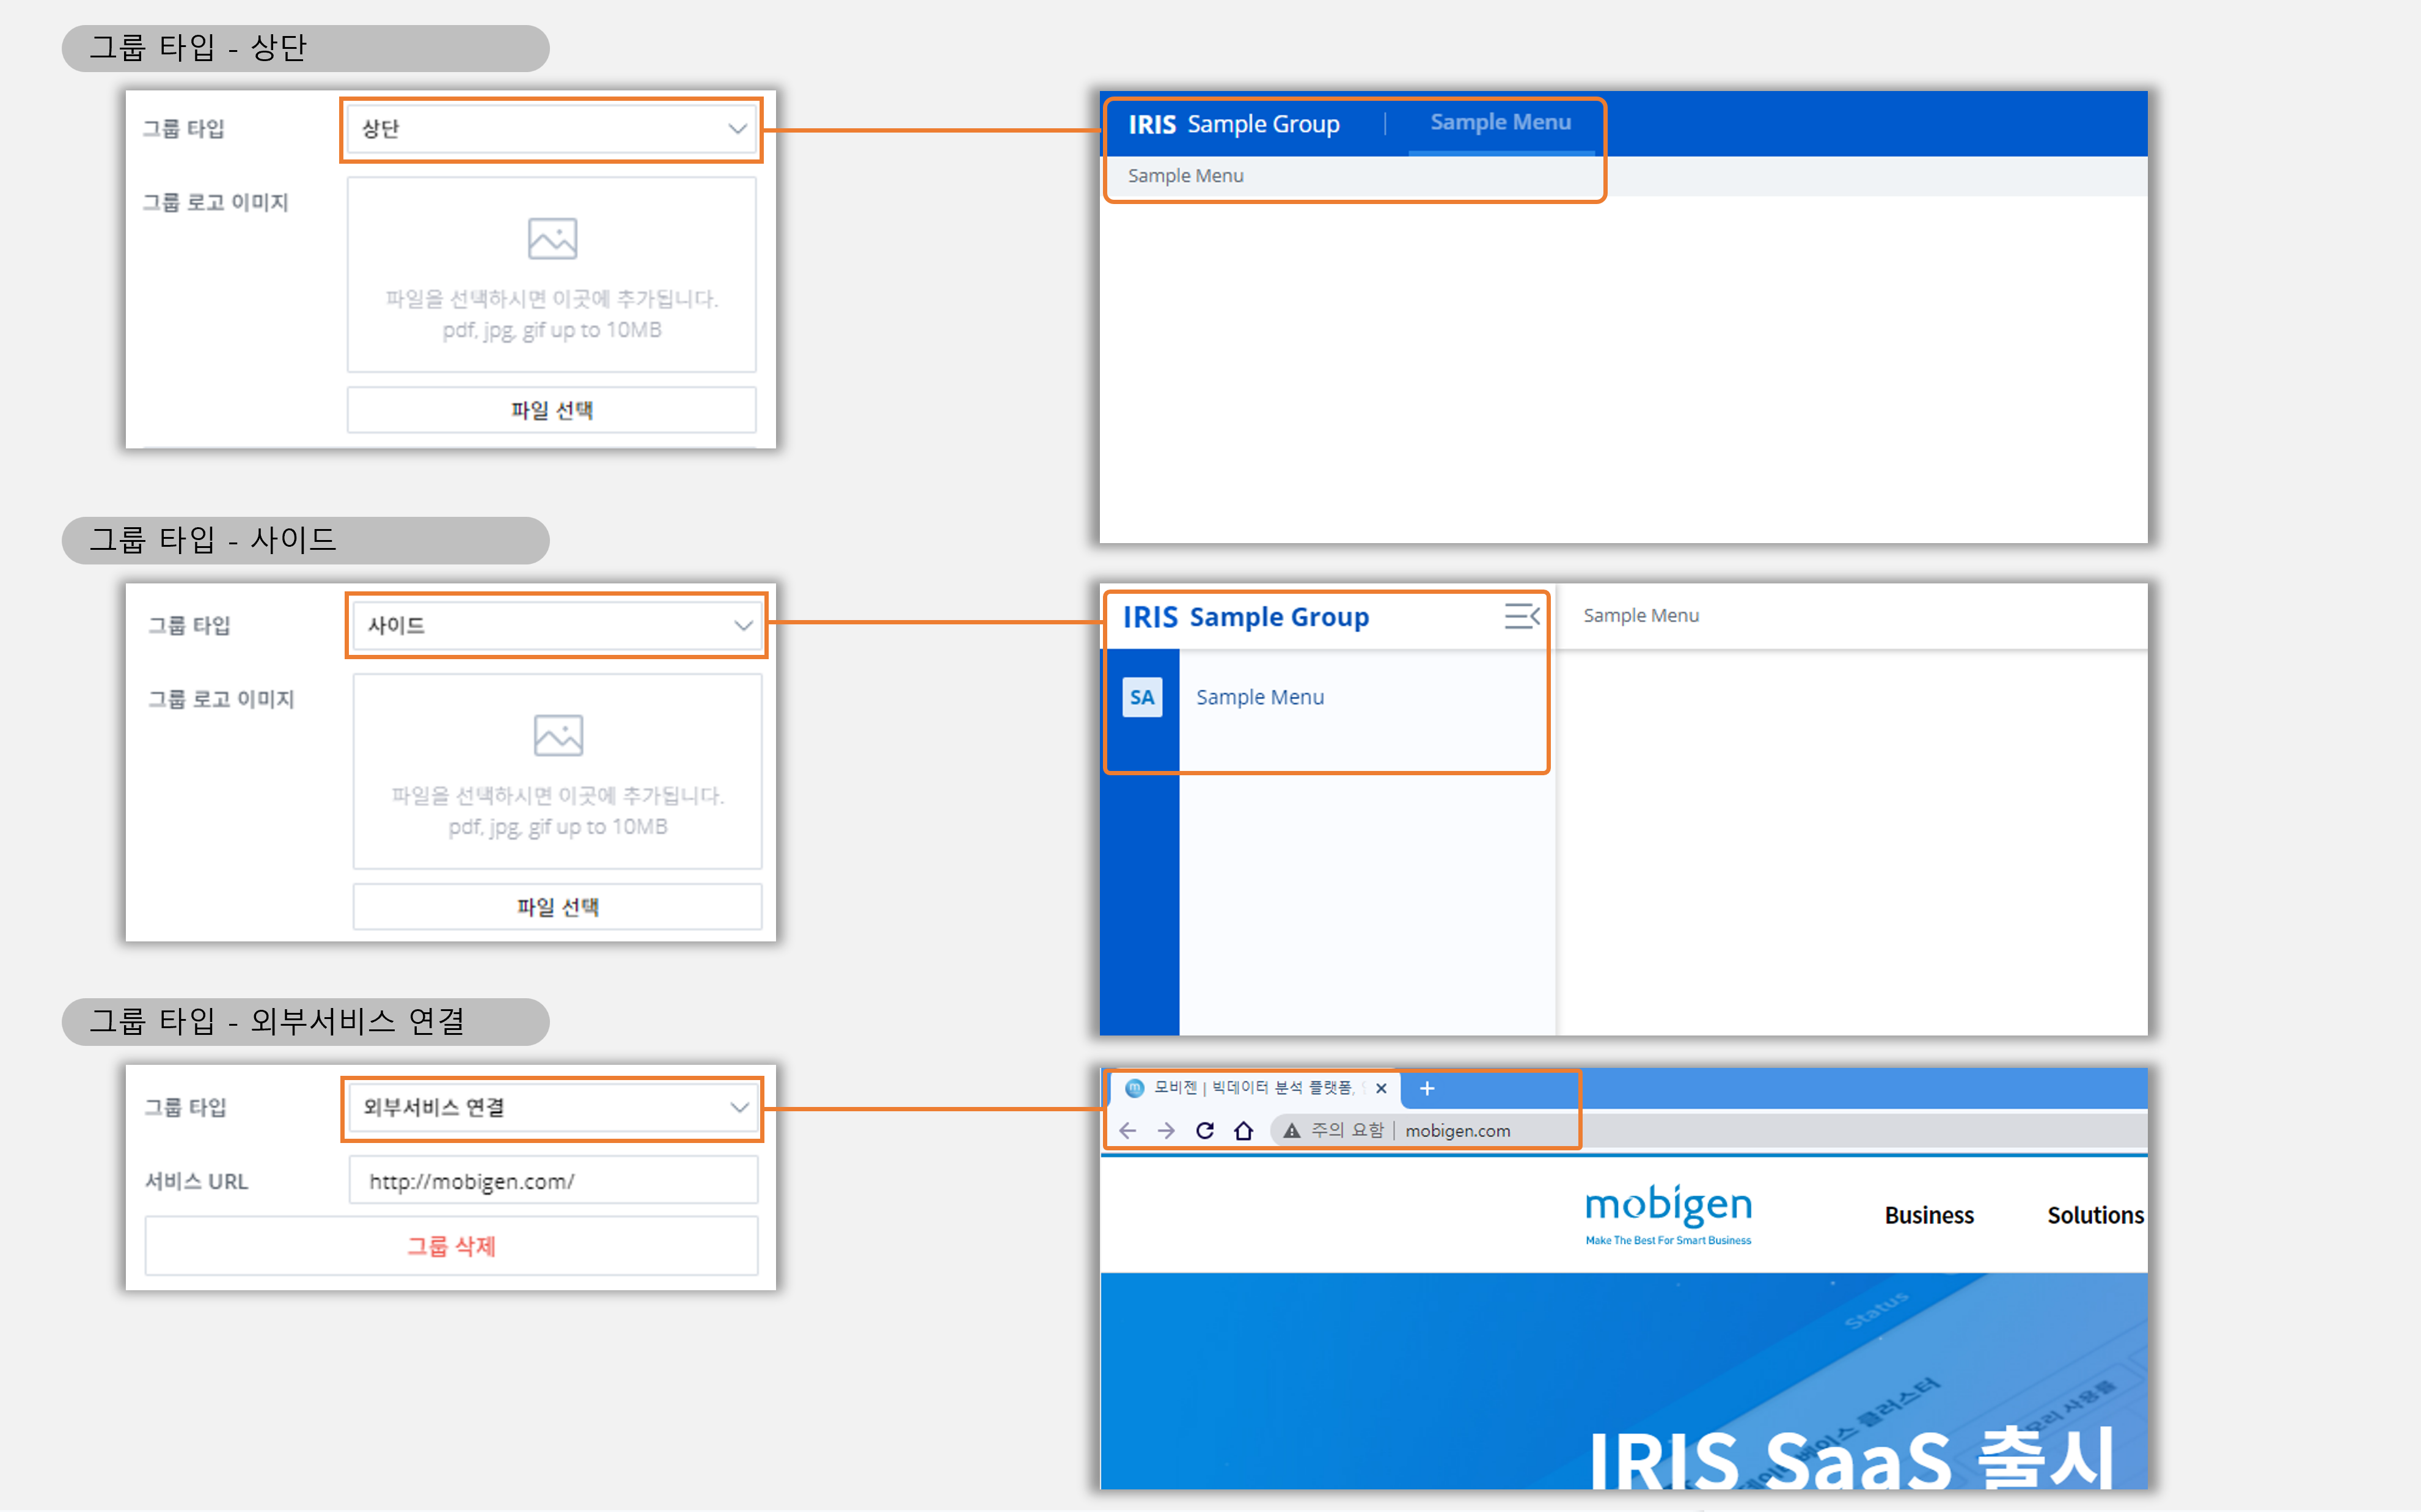 그룹 타입 - 상단
그룹 타입
상단
그룹 로고 이미지
파일을 선택하시면 이곳에 추가됩니다.
pdf, jpg, gif up to 10MB
파일 선택
IRIS Sample Group | Sample Menu
Sample Menu
그룹 타입 - 사이드
그룹 타입
사이드
그룹 로고 이미지
파일을 선택하시면 이곳에 추가됩니다.
pdf, jpg, gif up to 10MB
파일 선택
IRIS Sample Group
Sample Menu
SA
Sample Menu
그룹 타입 - 외부서비스 연결
그룹 타입
외부서비스 연결
서비스 URL
http://mobigen.com/
그룹 삭제
모비젠 | 빅데이터 분석 플랫폼,
주의 요함 | mobigen.com
mobigen
Make The Best For Smart Business
Business
Solutions
Status
클러스터
사용률
IRIS SaaS 출시